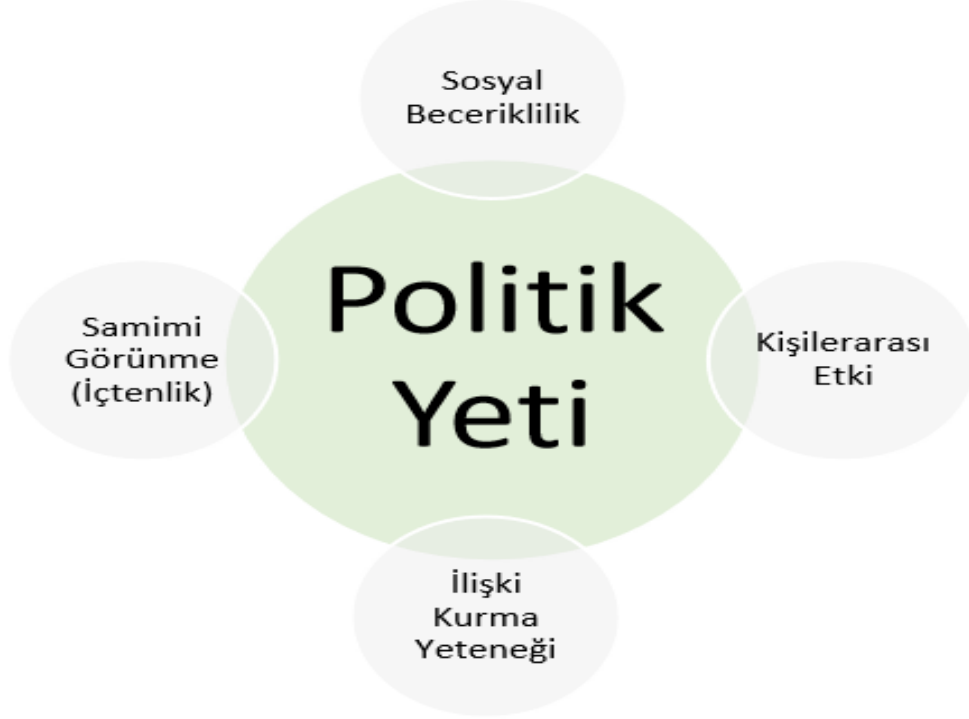 Sosyal
Beceriklilik
Politik
Yeti
Samimi
Görünme
(İçtenlik)
Kişilerarası
Etki
İlişki
Kurma
Yeteneği